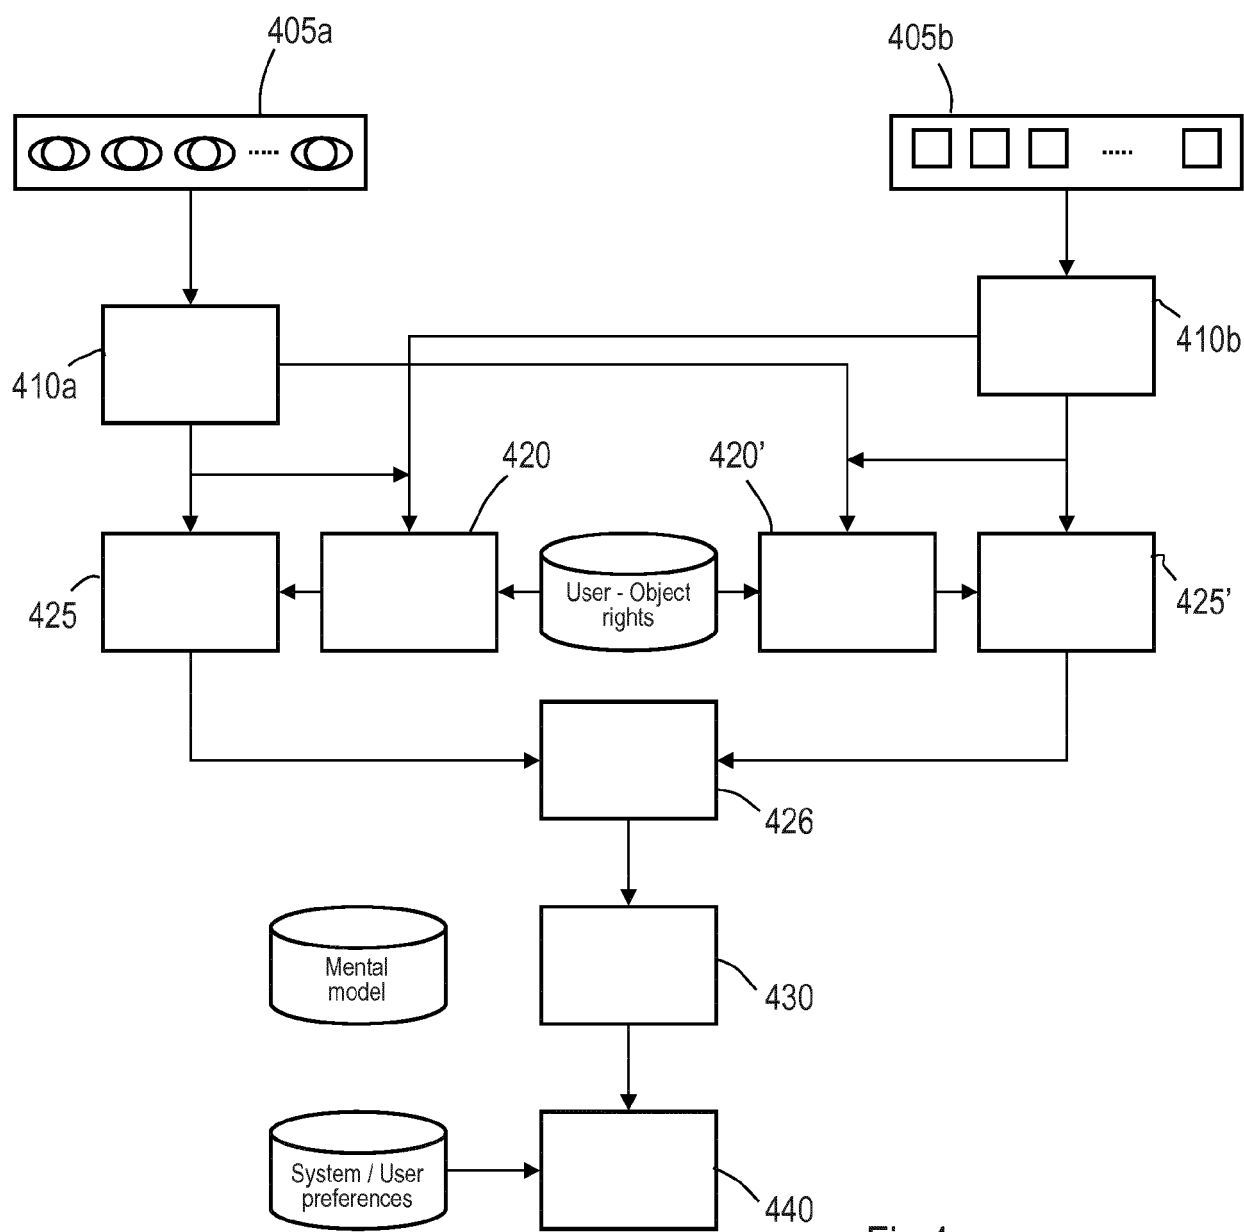 405a
405b
410a
410b
420
420'
User - Object
rights
425
425'
426
Mental
model
430
System / User
preferences
440